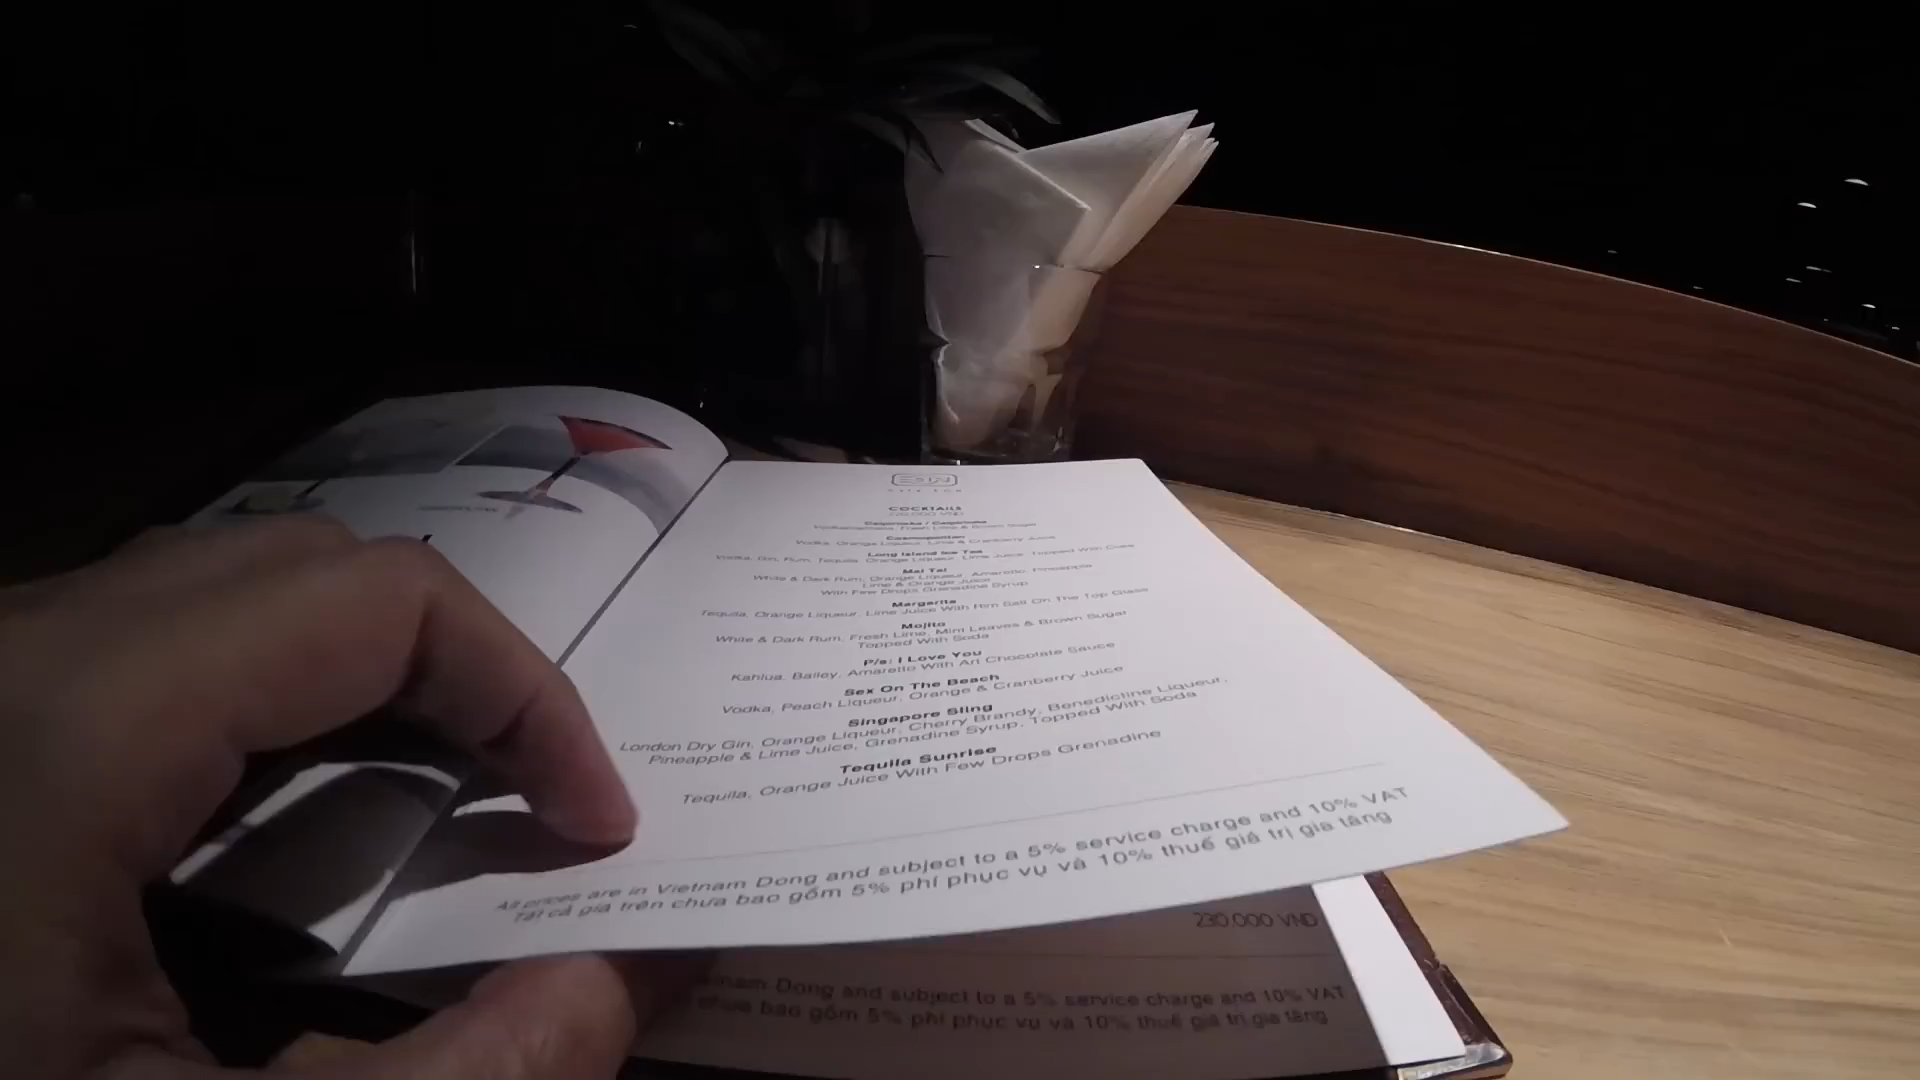 COCKTAILS
Caipiroska / Caipirinha
Cosmopolitan
Vodka, Orange Liqueur, Lime & Cranberry Juice
Long Island Ice Tea
Vodka, Gin, Rum, Tequila, Orange Liqueur, Lime Juice, Topped With Coke
Mai Tai
White & Dark Rum, Orange Liqueur, Amaretto, Pineapple
Lime & Orange Juice
With Few Drops Grenadine Syrup
Margarita
Tequila, Orange Liqueur, Lime Juice With Rim Salt On The Top Glass
Mojito
White & Dark Rum, Fresh Lime, Mint Leaves & Brown Sugar
Topped With Soda
P/s: I Love You
Kahlua, Bailey, Amaretto With Art Chocolate Sauce
Sex On The Beach
Vodka, Peach Liqueur, Orange & Cranberry Juice
Singapore Sling
London Dry Gin, Orange Liqueur, Cherry Brandy, Benedictine Liqueur,
Pineapple & Lime Juice, Grenadine Syrup, Topped With Soda
Tequila Sunrise
Tequila, Orange Juice With Few Drops Grenadine
All prices are in Vietnam Dong and subject to a 5% service charge and 10% VAT
Tất cả giá trên chưa bao gồm 5% phí phục vụ và 10% thuế giá trị gia tăng
230.000 VND
Dong and subject to a 5% service charge and 10% VAT
chưa bao gồm 5% phí phục vụ và 10% thuế giá trị gia tăng